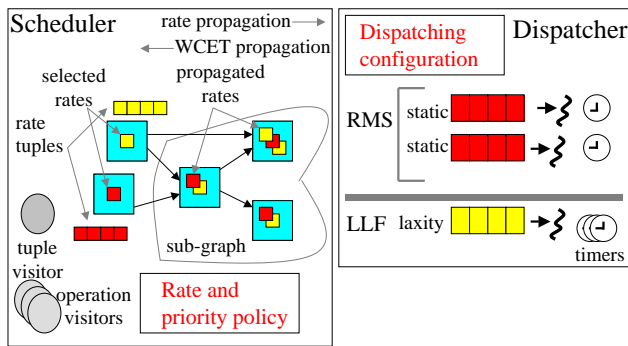 Scheduler
rate propagation
WCET propagation
selected
rates
propagated
rates
rate
tuples
sub-graph
tuple
visitor
operation
visitors
Rate and
priority policy
Dispatching
configuration
Dispatcher
RMS
static
static
LLF
laxity
timers